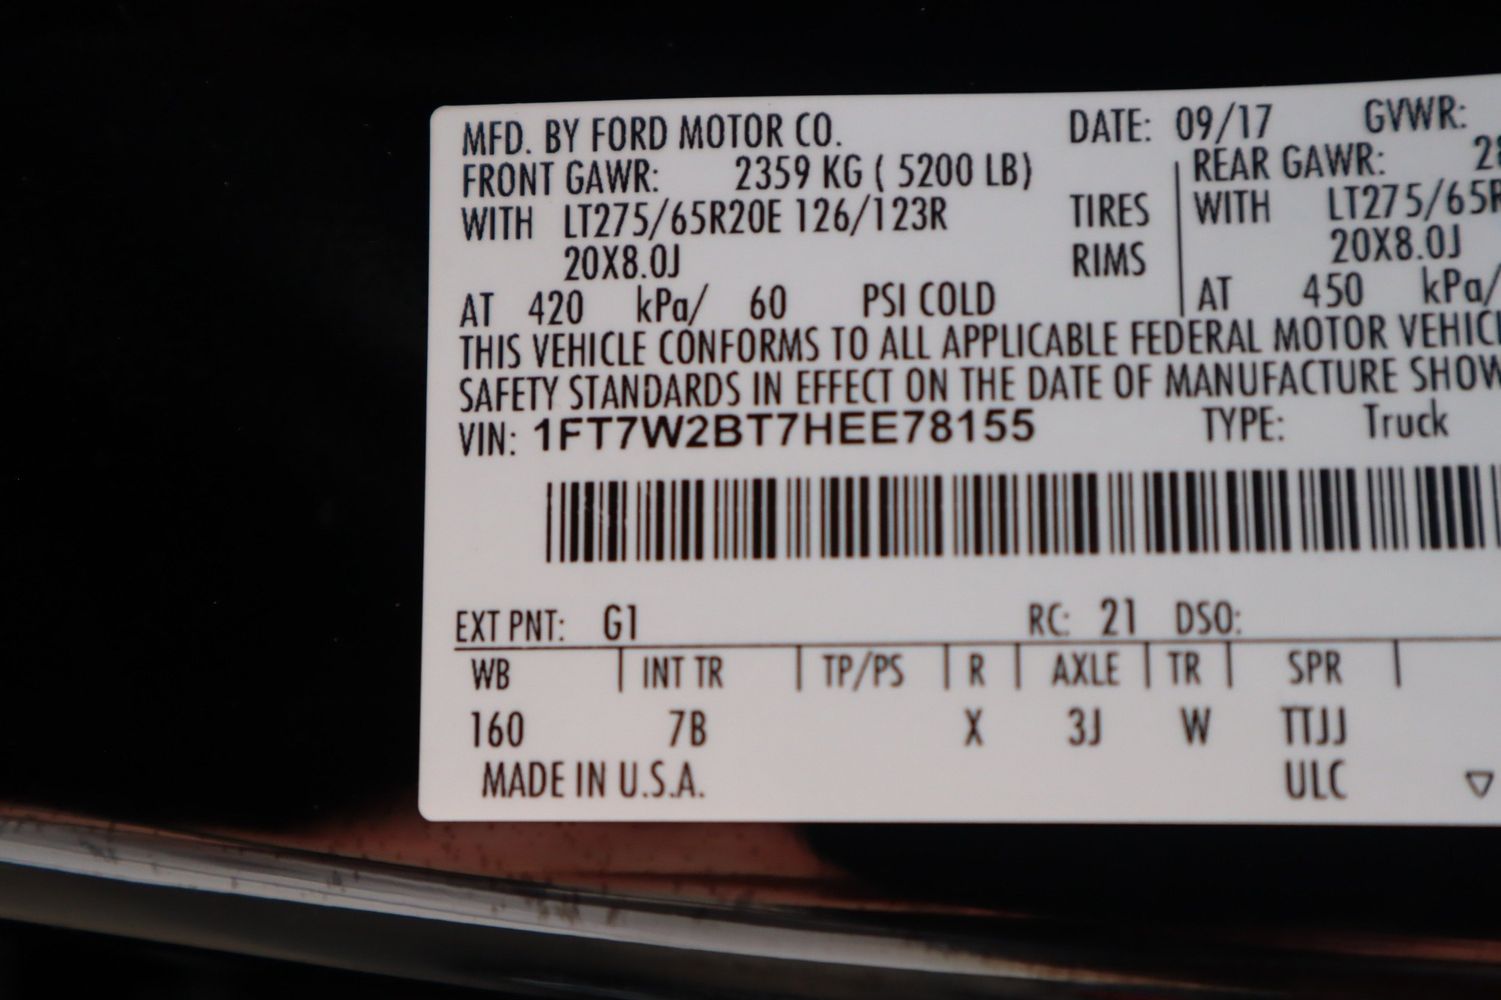 MFD. BY FORD MOTOR CO. DATE: 09/17 GVWR:
FRONT GAWR: 2359 KG ( 5200 LB) REAR GAWR:
WITH LT275/65R20E 126/123R TIRES WITH LT275/65R
20X8.0J RIMS 20X8.0J
AT 420 kPa/ 60 PSI COLD AT 450 kPa/
THIS VEHICLE CONFORMS TO ALL APPLICABLE FEDERAL MOTOR VEHICL
SAFETY STANDARDS IN EFFECT ON THE DATE OF MANUFACTURE SHOW
VIN: 1FT7W2BT7HEE78155 TYPE: Truck
EXT PNT: G1 RC: 21 DSO:
WB INT TR TP/PS R AXLE TR SPR
160 7B X 3J W TTJJ
MADE IN U.S.A. ULC